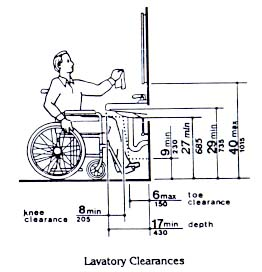 9 min
230
27 min
685
29 min
735
40 max
1015
6 max toe
150 clearance
knee 8 min
clearance 205
17 min depth
430
Lavatory Clearances